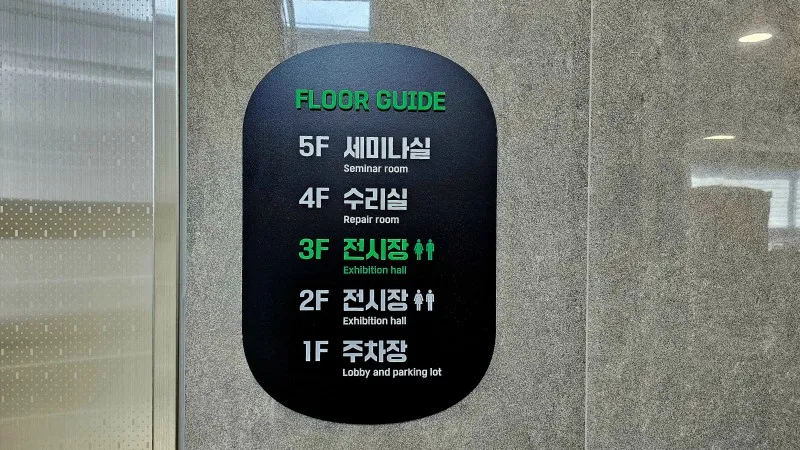 FLOOR GUIDE
5F 세미나실
Seminar room
4F 수리실
Repair room
3F 전시장
Exhibition hall
2F 전시장
Exhibition hall
1F 주차장
Lobby and parking lot